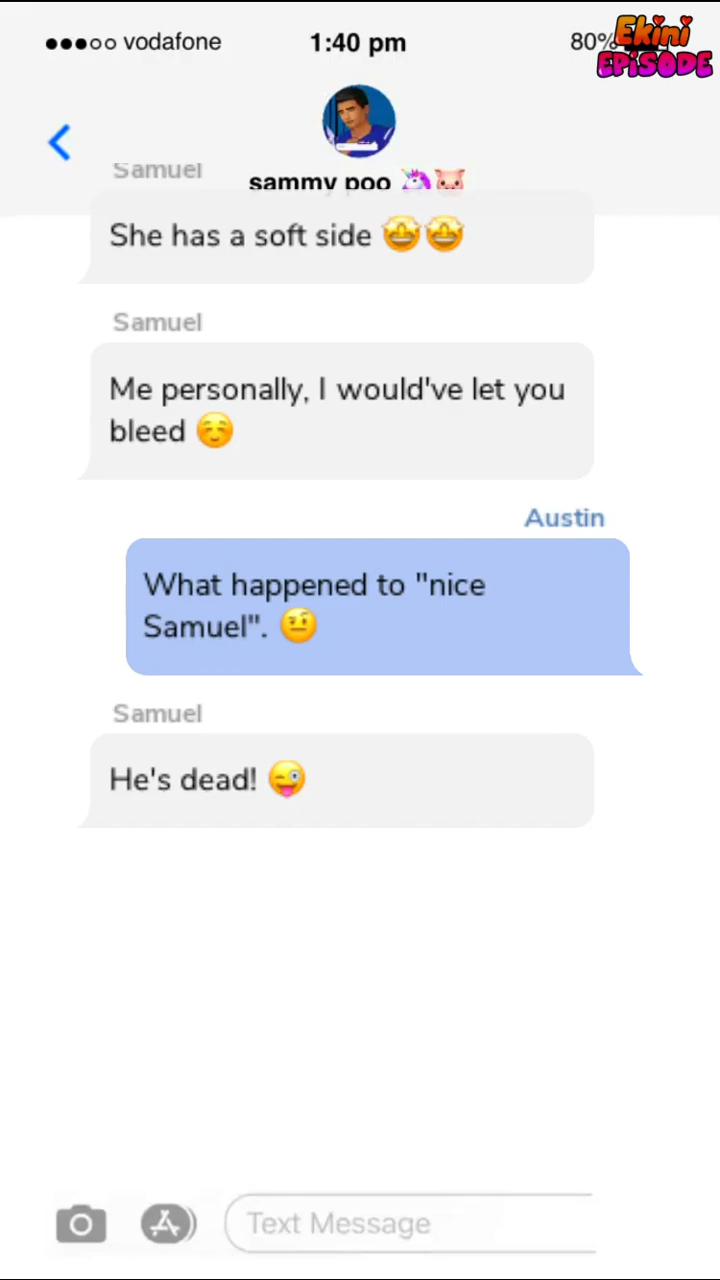 ●●●○○ vodafone 1:40 pm 80%
Ekini
EPiSODE
Samuel
sammy poo 🦄🐷
She has a soft side 🤩🤩
Samuel
Me personally, I would've let you
bleed ☺️
Austin
What happened to "nice
Samuel". 🤨
Samuel
He's dead! 😜
Text Message